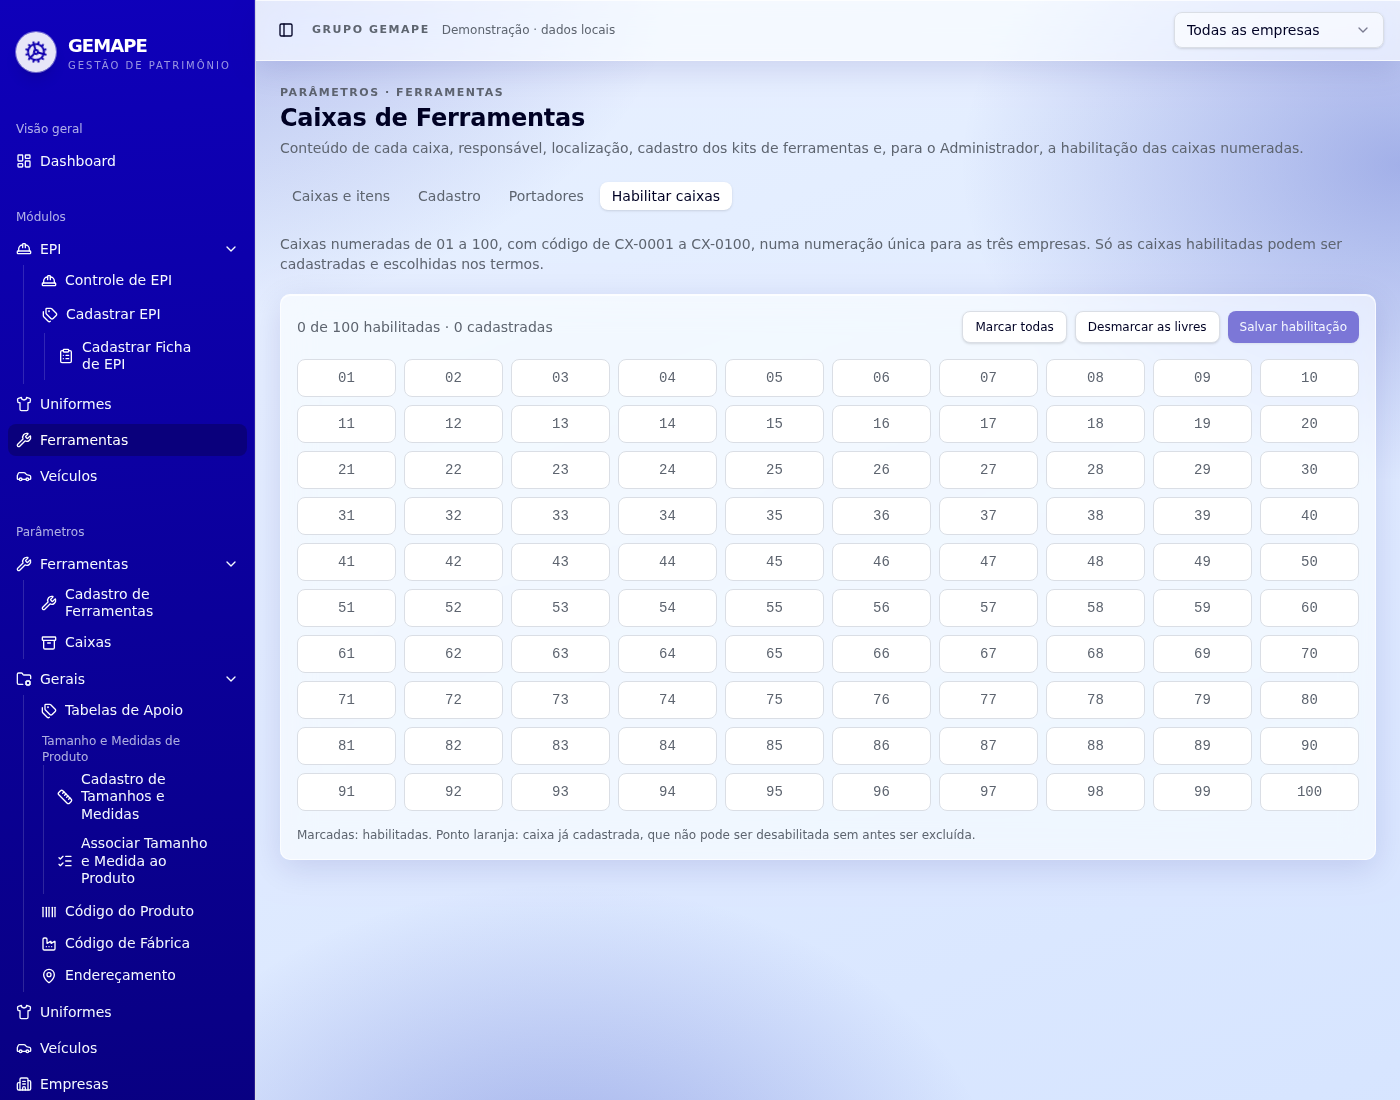 GEMAPE
GESTÃO DE PATRIMÔNIO
Visão geral
Dashboard
Módulos
EPI
Controle de EPI
Cadastrar EPI
Cadastrar Ficha
de EPI
Uniformes
Ferramentas
Veículos
Parâmetros
Ferramentas
Cadastro de
Ferramentas
Caixas
Gerais
Tabelas de Apoio
Tamanho e Medidas de
Produto
Cadastro de
Tamanhos e
Medidas
Associar Tamanho
e Medida ao
Produto
Código do Produto
Código de Fábrica
Endereçamento
Uniformes
Veículos
Empresas
GRUPO GEMAPE Demonstração · dados locais
Todas as empresas
PARÂMETROS · FERRAMENTAS
Caixas de Ferramentas
Conteúdo de cada caixa, responsável, localização, cadastro dos kits de ferramentas e, para o Administrador, a habilitação das caixas numeradas.
Caixas e itens Cadastro Portadores Habilitar caixas
Caixas numeradas de 01 a 100, com código de CX-0001 a CX-0100, numa numeração única para as três empresas. Só as caixas habilitadas podem ser
cadastradas e escolhidas nos termos.
0 de 100 habilitadas · 0 cadastradas
Marcar todas Desmarcar as livres Salvar habilitação
01 02 03 04 05 06 07 08 09 10
11 12 13 14 15 16 17 18 19 20
21 22 23 24 25 26 27 28 29 30
31 32 33 34 35 36 37 38 39 40
41 42 43 44 45 46 47 48 49 50
51 52 53 54 55 56 57 58 59 60
61 62 63 64 65 66 67 68 69 70
71 72 73 74 75 76 77 78 79 80
81 82 83 84 85 86 87 88 89 90
91 92 93 94 95 96 97 98 99 100
Marcadas: habilitadas. Ponto laranja: caixa já cadastrada, que não pode ser desabilitada sem antes ser excluída.